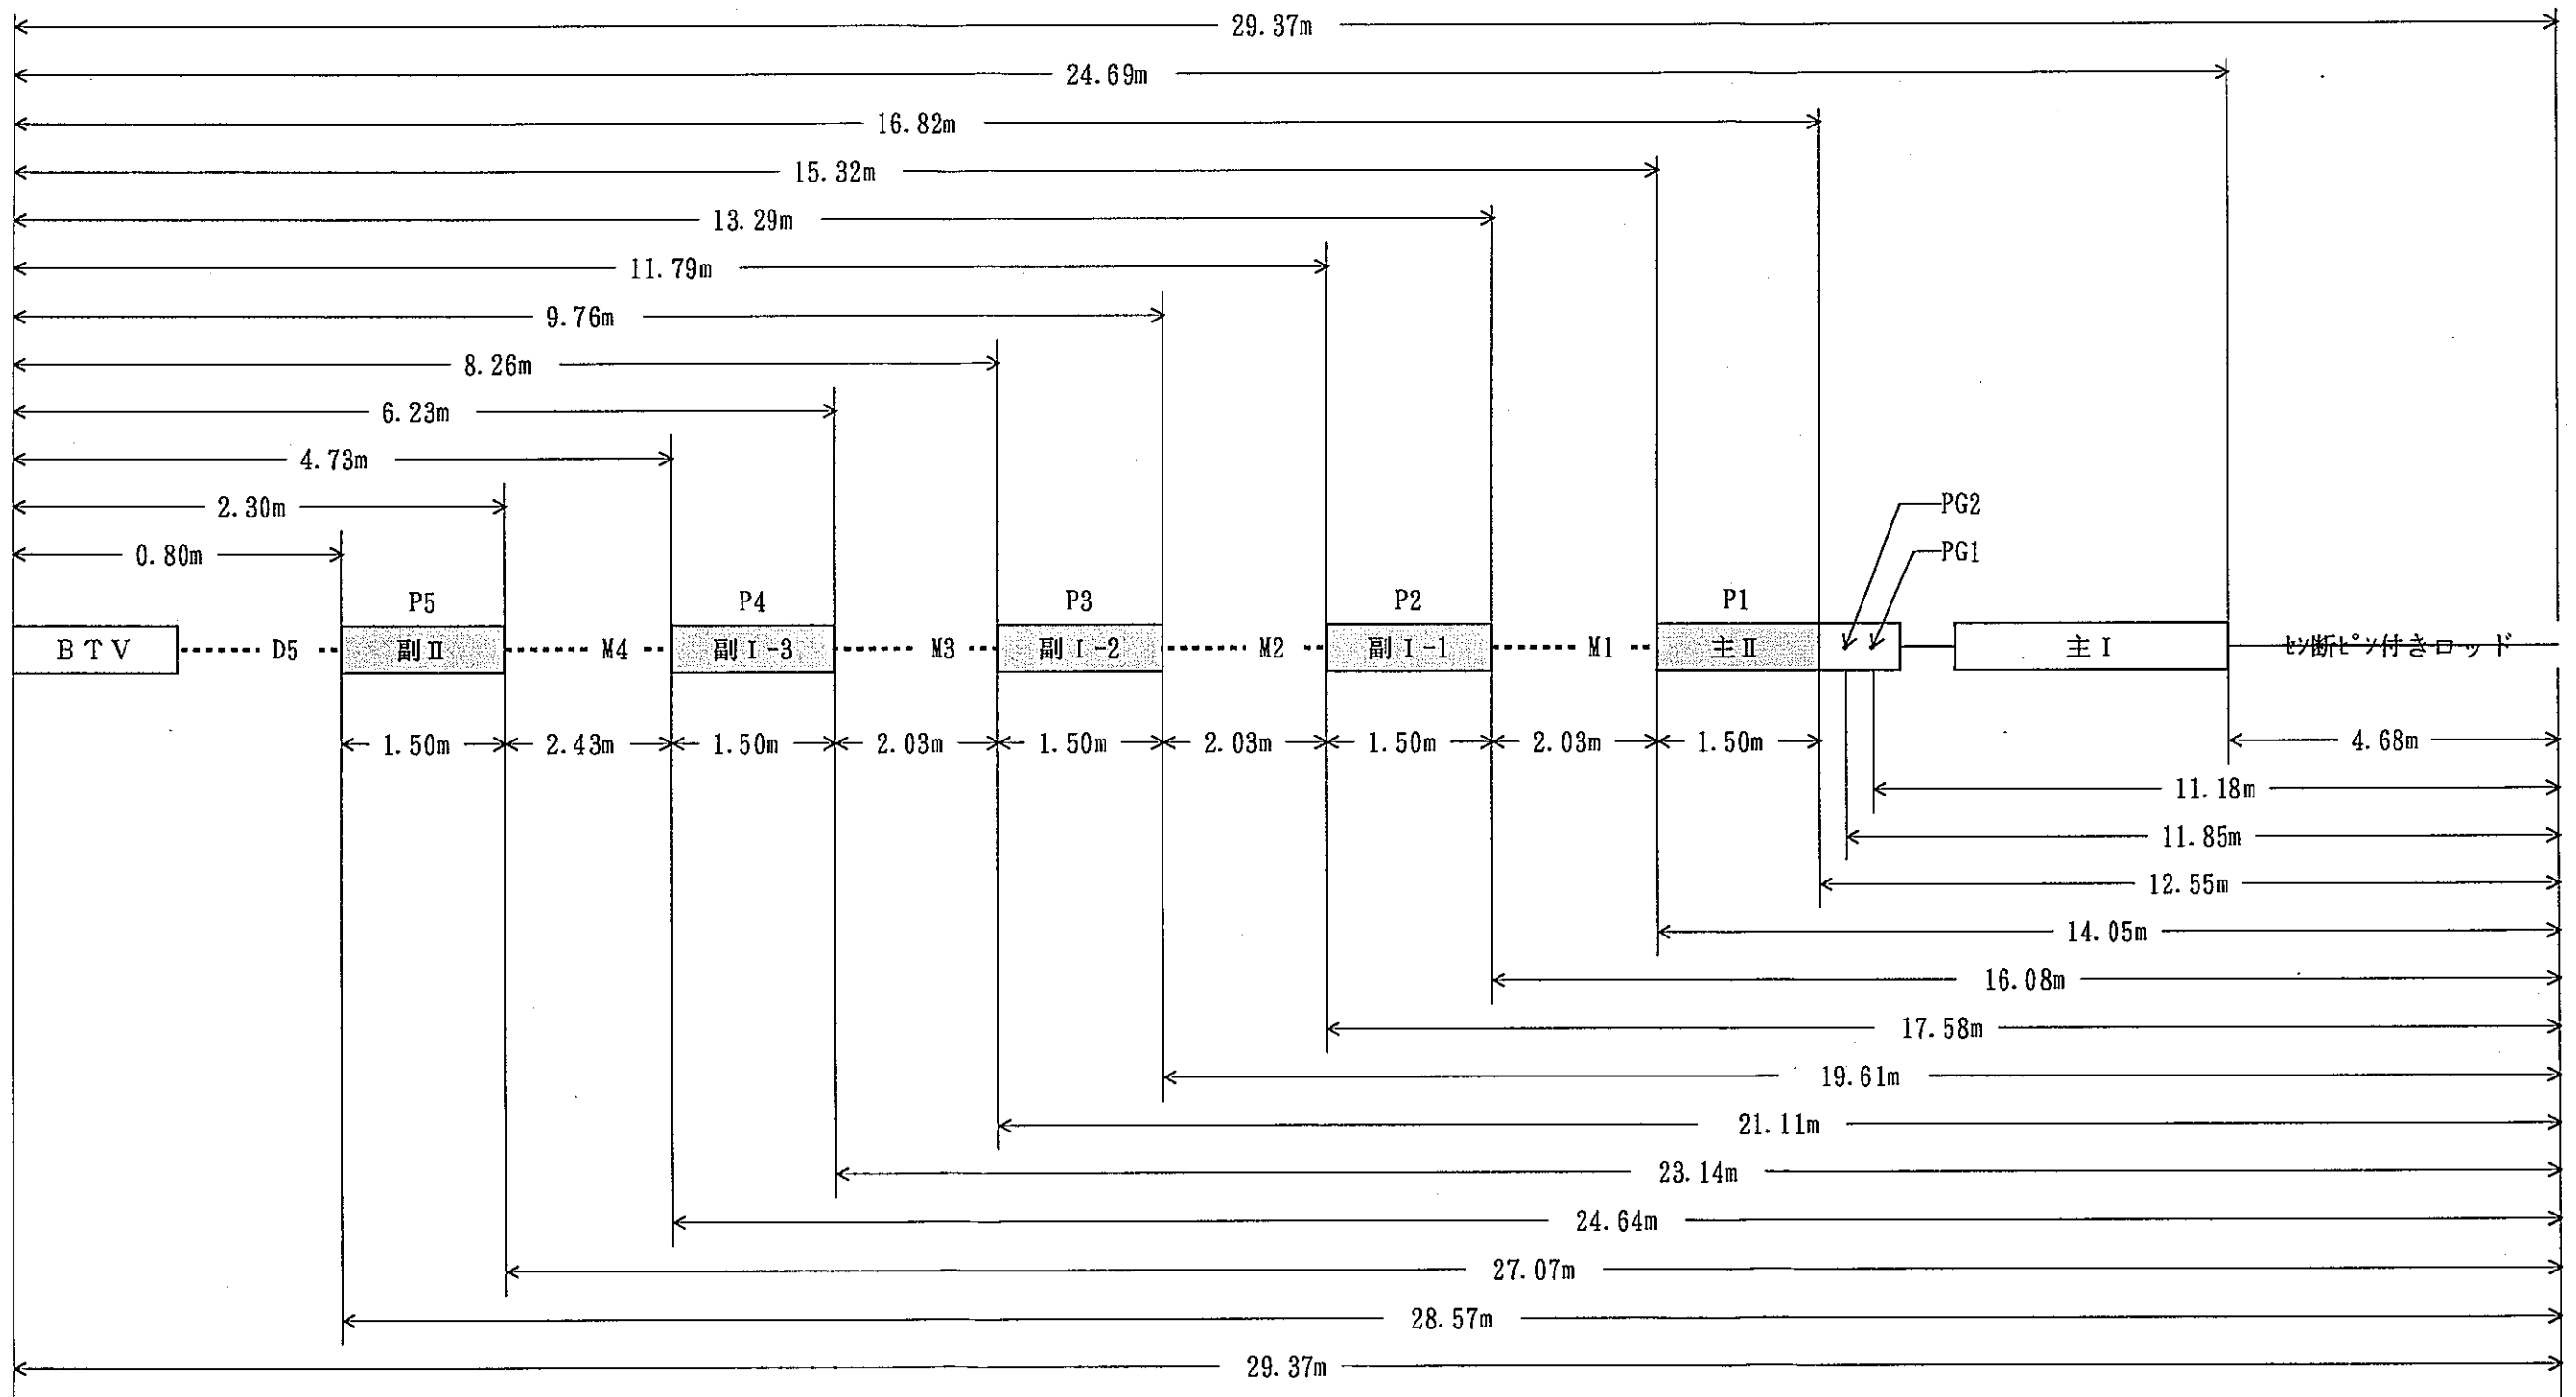 29.37m
24.69m
16.82m
15.32m
13.29m
11.79m
9.76m
8.26m
6.23m
4.73m
2.30m
PG2
0.80m
PG1
P5 P4 P3 P2 P1
BTV D5 副Ⅱ M4 副Ⅰ-3 M3 副Ⅰ-2 M2 副Ⅰ-1 M1 主Ⅱ 主Ⅰ セン断ピン付きロッド
1.50m 2.43m 1.50m 2.03m 1.50m 2.03m 1.50m 2.03m 1.50m 4.68m
11.18m
11.85m
12.55m
14.05m
16.08m
17.58m
19.61m
21.11m
23.14m
24.64m
27.07m
28.57m
29.37m